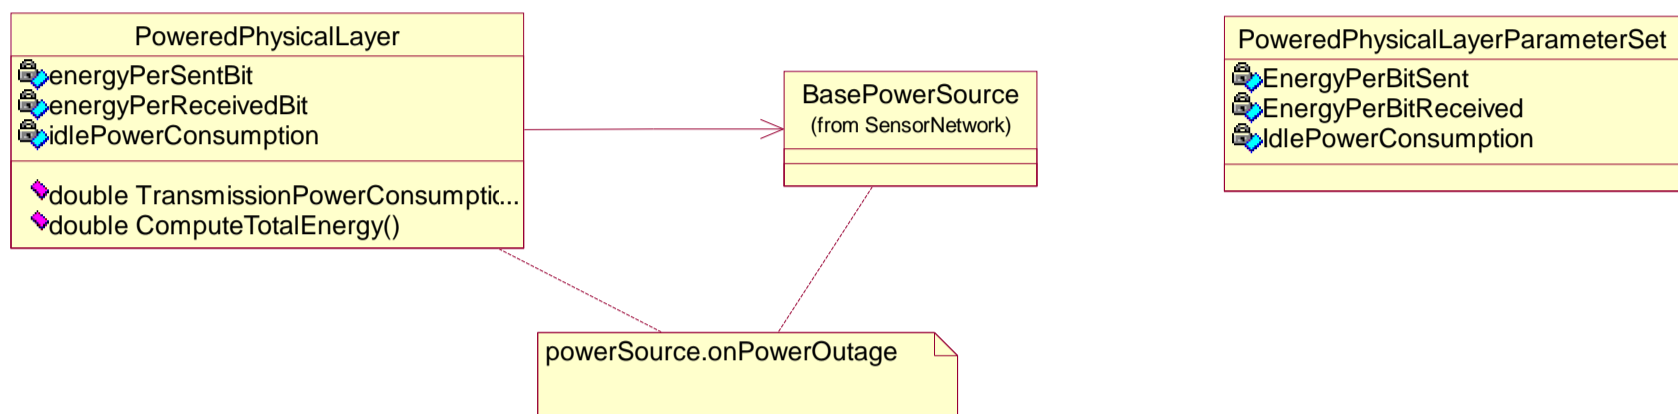 PoweredPhysicalLayer
energyPerSentBit
energyPerReceivedBit
idlePowerConsumption
double TransmissionPowerConsumptic...
double ComputeTotalEnergy()
BasePowerSource
(from SensorNetwork)
powerSource.onPowerOutage
PoweredPhysicalLayerParameterSet
EnergyPerBitSent
EnergyPerBitReceived
IdlePowerConsumption